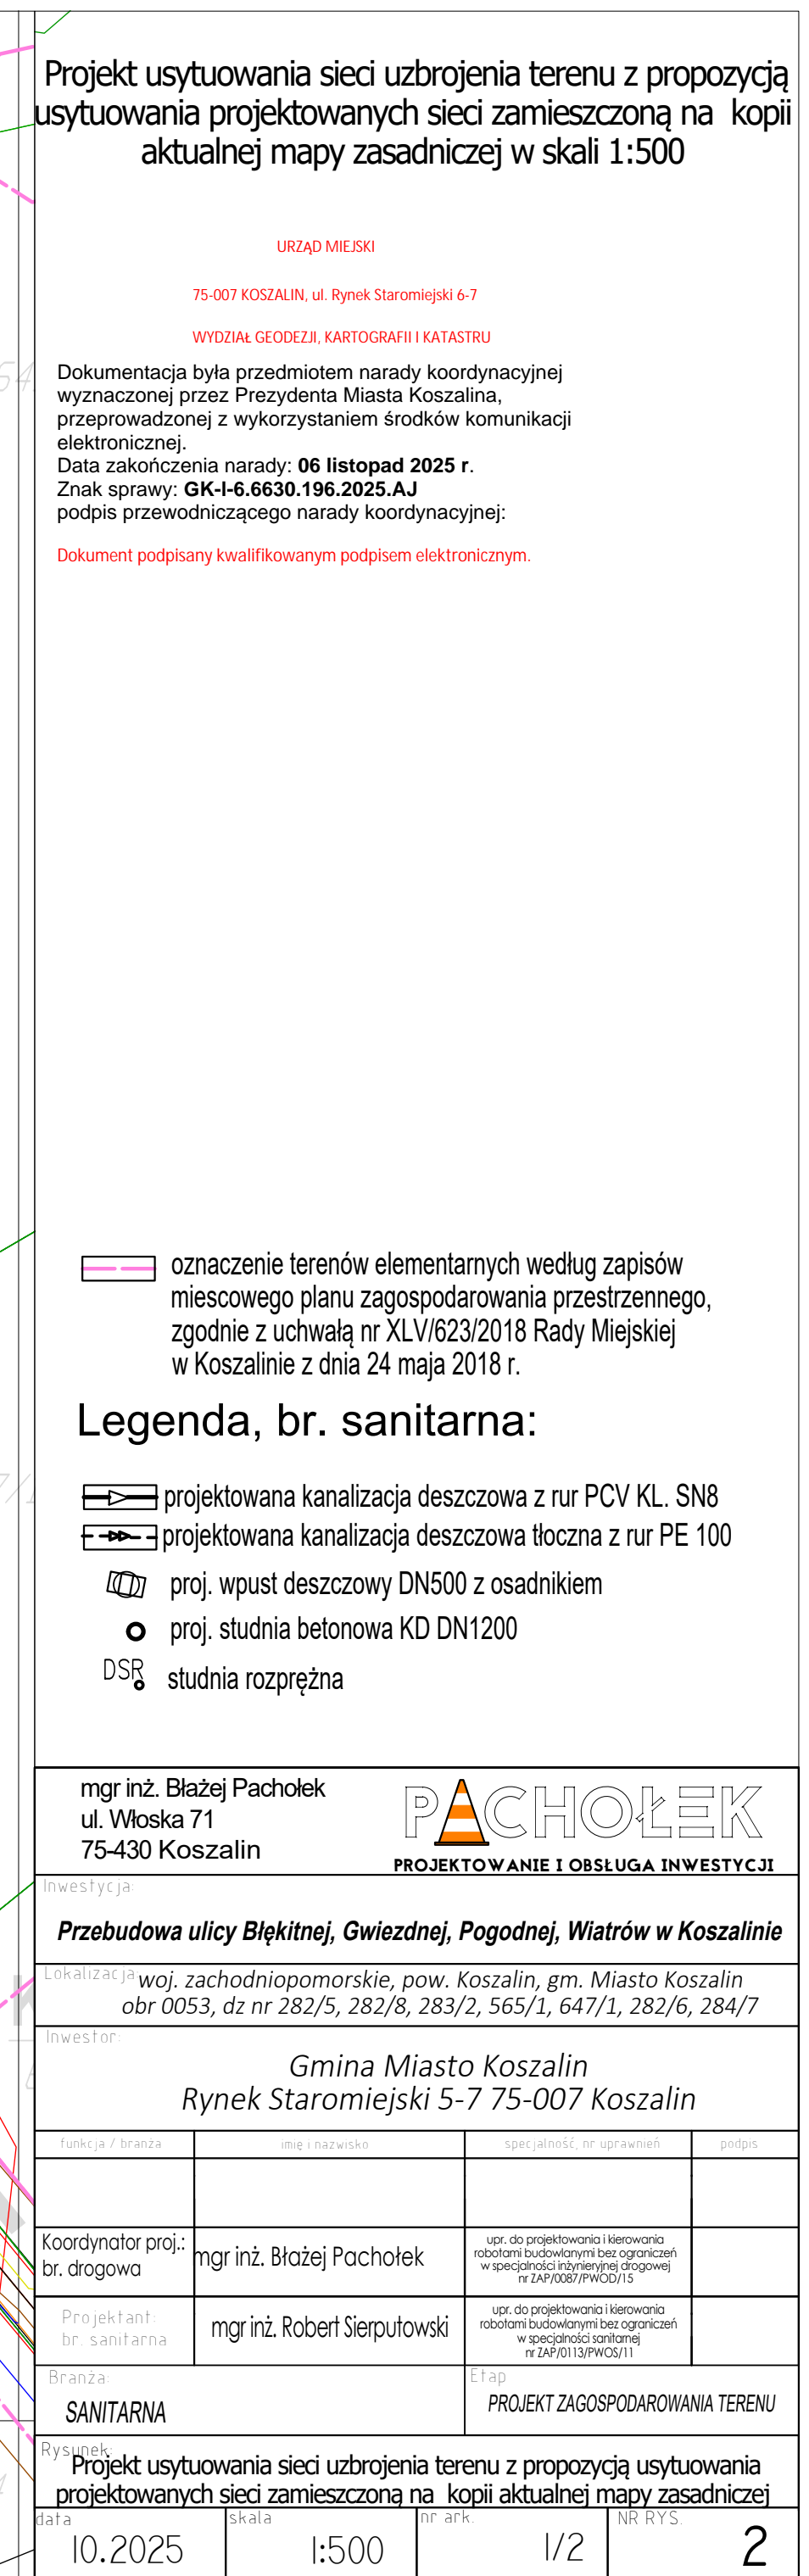 Projekt usytuowania sieci uzbrojenia terenu z propozycją
usytuowania projektowanych sieci zamieszczoną na kopii
aktualnej mapy zasadniczej w skali 1:500
URZĄD MIEJSKI
75-007 KOSZALIN, ul. Rynek Staromiejski 6-7
WYDZIAŁ GEODEZJI, KARTOGRAFII I KATASTRU
Dokumentacja była przedmiotem narady koordynacyjnej
wyznaczonej przez Prezydenta Miasta Koszalina,
przeprowadzonej z wykorzystaniem środków komunikacji
elektronicznej.
Data zakończenia narady: 06 listopad 2025 r.
Znak sprawy: GK-I-6.6630.196.2025.AJ
podpis przewodniczącego narady koordynacyjnej:
Dokument podpisany kwalifikowanym podpisem elektronicznym.
oznaczenie terenów elementarnych według zapisów
miescowego planu zagospodarowania przestrzennego,
zgodnie z uchwałą nr XLV/623/2018 Rady Miejskiej
w Koszalinie z dnia 24 maja 2018 r.
Legenda, br. sanitarna:
projektowana kanalizacja deszczowa z rur PCV KL. SN8
projektowana kanalizacja deszczowa tłoczna z rur PE 100
proj. wpust deszczowy DN500 z osadnikiem
proj. studnia betonowa KD DN1200
DSR studnia rozprężna
mgr inż. Błażej Pachołek
ul. Włoska 71
75-430 Koszalin
PACHOŁEK
PROJEKTOWANIE I OBSŁUGA INWESTYCJI
Inwestycja:
Przebudowa ulicy Błękitnej, Gwiezdnej, Pogodnej, Wiatrów w Koszalinie
Lokalizacja: woj. zachodniopomorskie, pow. Koszalin, gm. Miasto Koszalin
obr 0053, dz nr 282/5, 282/8, 283/2, 565/1, 647/1, 282/6, 284/7
Inwestor:
Gmina Miasto Koszalin
Rynek Staromiejski 5-7 75-007 Koszalin
funkcja / branża imię i nazwisko specjalność, nr uprawnień podpis
Koordynator proj.:
br. drogowa
mgr inż. Błażej Pachołek
upr. do projektowania i kierowania
robotami budowlanymi bez ograniczeń
w specjalności inżynieryjnej drogowej
nr ZAP/0087/PWOD/15
Projektant:
br. sanitarna
mgr inż. Robert Sierputowski
upr. do projektowania i kierowania
robotami budowlanymi bez ograniczeń
w specjalności sanitarnej
nr ZAP/0113/PWOS/11
Branża:
SANITARNA
Etap
PROJEKT ZAGOSPODAROWANIA TERENU
Rysunek:
Projekt usytuowania sieci uzbrojenia terenu z propozycją usytuowania
projektowanych sieci zamieszczoną na kopii aktualnej mapy zasadniczej
data skala nr ark. NR RYS.
10.2025 1:500 1/2 2